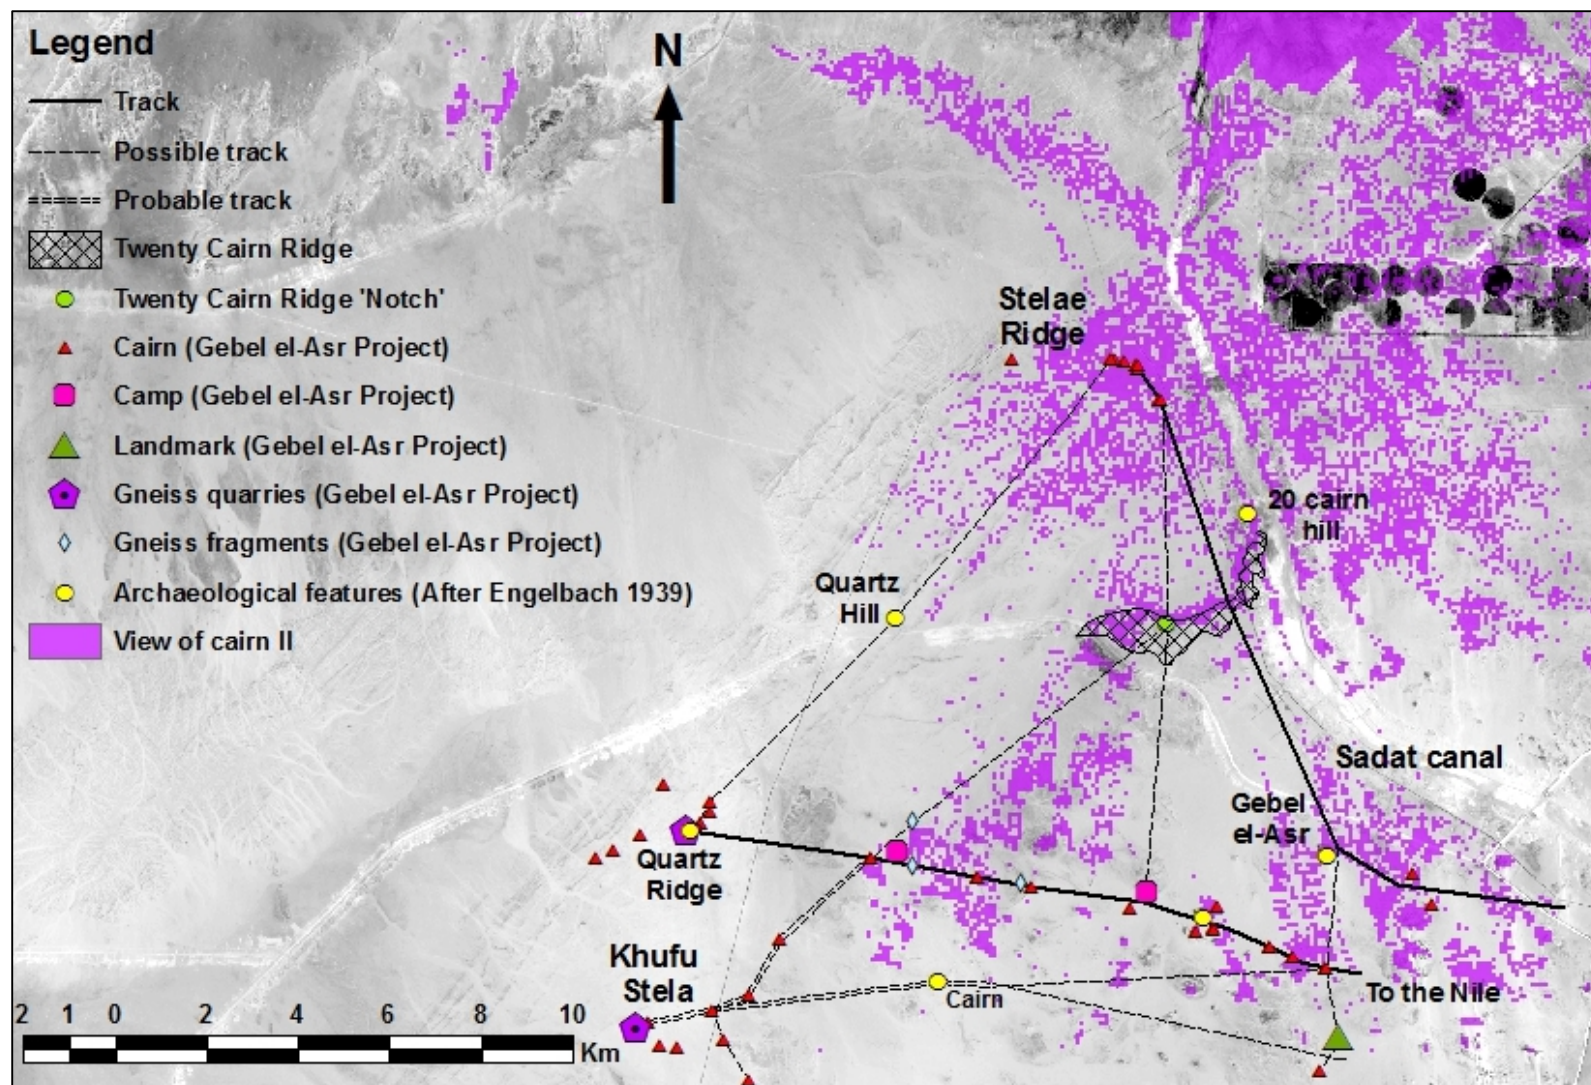 Legend
Track
Possible track
Probable track
Twenty Cairn Ridge
Twenty Cairn Ridge 'Notch'
Cairn (Gebel el-Asr Project)
Camp (Gebel el-Asr Project)
Landmark (Gebel el-Asr Project)
Gneiss quarries (Gebel el-Asr Project)
Gneiss fragments (Gebel el-Asr Project)
Archaeological features (After Engelbach 1939)
View of cairn II
N
Stelae
Ridge
20 cairn
hill
Quartz
Hill
Sadat canal
Gebel
el-Asr
Quartz
Ridge
Khufu
Stela
Cairn
To the Nile
2 1 0 2 4 6 8 10
Km